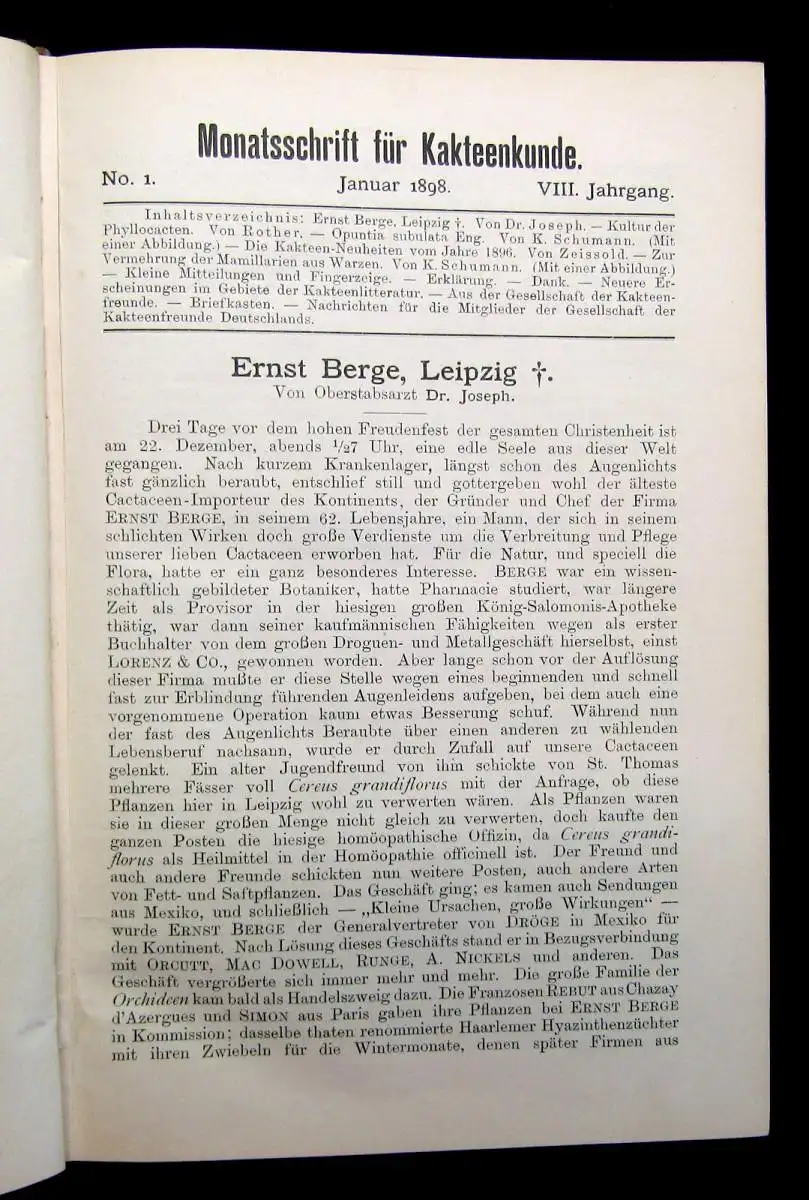 Monatsschrift für Kakteenkunde.
No. 1. Januar 1898. VIII. Jahrgang.
Inhaltsverzeichnis: Ernst Berge, Leipzig †. Von Dr. Joseph. — Kultur der
Phyllocacten. Von Rother. — Opuntia subulata Eng. Von K. Schumann. (Mit
einer Abbildung.) — Die Kakteen-Neuheiten vom Jahre 1896. Von Zeissold. — Zur
Vermehrung der Mamillarien aus Warzen. Von K. Schumann. (Mit einer Abbildung.)
— Kleine Mitteilungen und Fingerzeige. — Erklärung. — Dank. — Neuere Er-
scheinungen im Gebiete der Kakteenlitteratur. — Aus der Gesellschaft der Kakteen-
freunde. — Briefkasten. — Nachrichten für die Mitglieder der Gesellschaft der
Kakteenfreunde Deutschlands.
Ernst Berge, Leipzig †.
Von Oberstabsarzt Dr. Joseph.
Drei Tage vor dem hohen Freudenfest der gesamten Christenheit ist
am 22. Dezember, abends ½7 Uhr, eine edle Seele aus dieser Welt
gegangen. Nach kurzem Krankenlager, längst schon des Augenlichts
fast gänzlich beraubt, entschlief still und gottergeben wohl der älteste
Cactaceen-Importeur des Kontinents, der Gründer und Chef der Firma
ERNST BERGE, in seinem 62. Lebensjahre, ein Mann, der sich in seinem
schlichten Wirken doch große Verdienste um die Verbreitung und Pflege
unserer lieben Cactaceen erworben hat. Für die Natur, und speciell die
Flora, hatte er ein ganz besonderes Interesse. BERGE war ein wissen-
schaftlich gebildeter Botaniker, hatte Pharmacie studiert, war längere
Zeit als Provisor in der hiesigen großen König-Salomonis-Apotheke
thätig, war dann seiner kaufmännischen Fähigkeiten wegen als erster
Buchhalter von dem großen Droguen- und Metallgeschäft hierselbst, einst
LORENZ & CO., gewonnen worden. Aber lange schon vor der Auflösung
dieser Firma mußte er diese Stelle wegen eines beginnenden und schnell
fast zur Erblindung führenden Augenleidens aufgeben, bei dem auch eine
vorgenommene Operation kaum etwas Besserung schuf. Während nun
der fast des Augenlichts Beraubte über einen anderen zu wählenden
Lebensberuf nachsann, wurde er durch Zufall auf unsere Cactaceen
gelenkt. Ein alter Jugendfreund von ihm schickte von St. Thomas
mehrere Fässer voll Cereus grandiflorus mit der Anfrage, ob diese
Pflanzen hier in Leipzig wohl zu verwerten wären. Als Pflanzen waren
sie in dieser großen Menge nicht gleich zu verwerten, doch kaufte den
ganzen Posten die hiesige homöopathische Offizin, da Cereus grandi-
florus als Heilmittel in der Homöopathie officinell ist. Der Freund und
auch andere Freunde schickten nun weitere Posten, auch andere Arten
von Fett- und Saftpflanzen. Das Geschäft ging; es kamen auch Sendungen
aus Mexiko, und schließlich — „Kleine Ursachen, große Wirkungen" —
wurde ERNST BERGE der Generalvertreter von DRÖGE in Mexiko für
den Kontinent. Nach Lösung dieses Geschäfts stand er in Bezugsverbindung
mit ORCUTT, MAC DOWELL, RUNGE, A. NICKELS und anderen. Das
Geschäft vergrößerte sich immer mehr und mehr. Die große Familie der
Orchideen kam bald als Handelszweig dazu. Die Franzosen REBUT aus Chazay
d'Azergues und SIMON aus Paris gaben ihre Pflanzen bei ERNST BERGE
in Kommission; dasselbe thaten renommierte Haarlemer Hyazinthenzüchter
mit ihren Zwiebeln für die Wintermonate, denen später Firmen aus